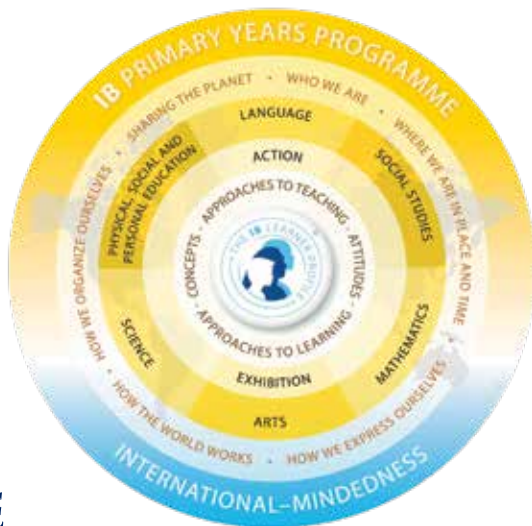 IB PRIMARY YEARS PROGRAMME
SHARING THE PLANET • WHO WE ARE • WHERE WE ARE IN PLACE AND TIME
HOW WE ORGANIZE OURSELVES • HOW THE WORLD WORKS • HOW WE EXPRESS OURSELVES
LANGUAGE
PHYSICAL, SOCIAL AND
PERSONAL EDUCATION
SOCIAL STUDIES
ACTION
APPROACHES TO TEACHING - ATTITUDES -
CONCEPTS - APPROACHES TO LEARNING
THE IB LEARNER PROFILE
SCIENCE
MATHEMATICS
EXHIBITION
ARTS
INTERNATIONAL–MINDEDNESS